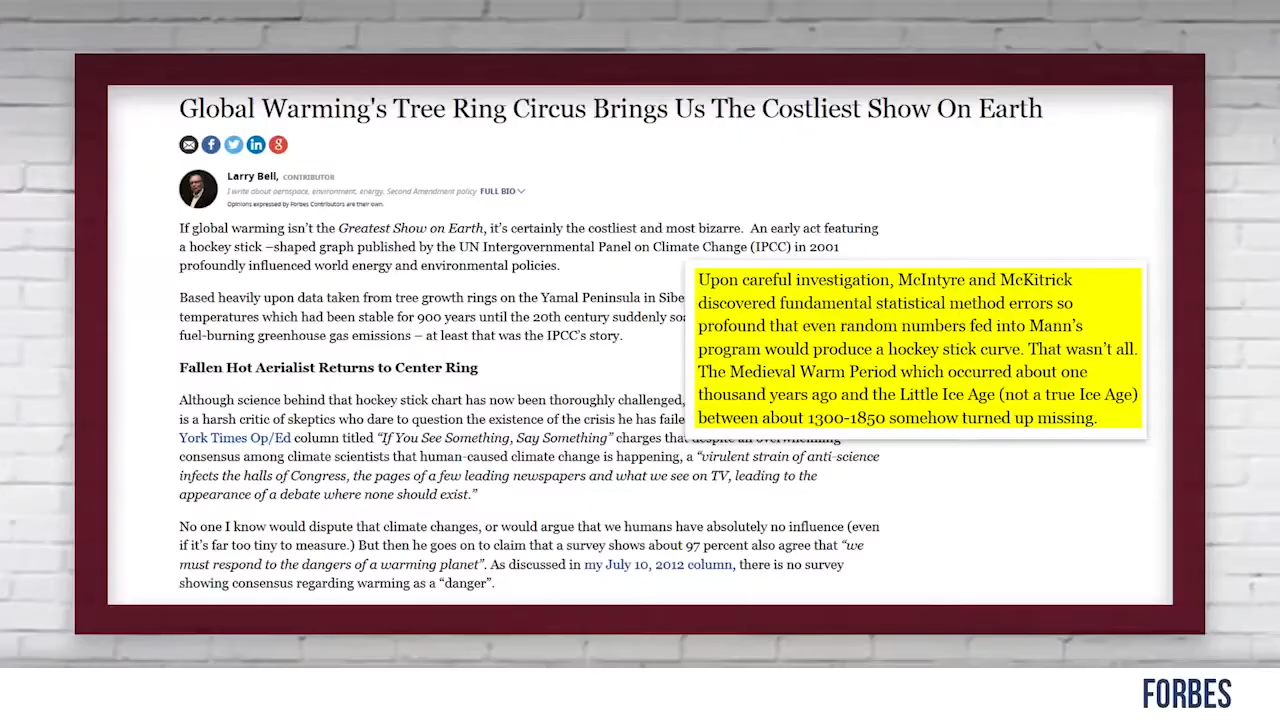 Global Warming's Tree Ring Circus Brings Us The Costliest Show On Earth
Larry Bell, CONTRIBUTOR
I write about aerospace, environment, energy, Second Amendment policy FULL BIO
Opinions expressed by Forbes Contributors are their own.
If global warming isn't the Greatest Show on Earth, it's certainly the costliest and most bizarre. An early act featuring
a hockey stick –shaped graph published by the UN Intergovernmental Panel on Climate Change (IPCC) in 2001
profoundly influenced world energy and environmental policies.
Based heavily upon data taken from tree growth rings on the Yamal Peninsula in Sibe
temperatures which had been stable for 900 years until the 20th century suddenly soa
fuel-burning greenhouse gas emissions – at least that was the IPCC's story.
Fallen Hot Aerialist Returns to Center Ring
Although science behind that hockey stick chart has now been thoroughly challenged,
is a harsh critic of skeptics who dare to question the existence of the crisis he has faile
York Times Op/Ed column titled "If You See Something, Say Something" charges that despite an overwhelming
consensus among climate scientists that human-caused climate change is happening, a "virulent strain of anti-science
infects the halls of Congress, the pages of a few leading newspapers and what we see on TV, leading to the
appearance of a debate where none should exist."
No one I know would dispute that climate changes, or would argue that we humans have absolutely no influence (even
if it's far too tiny to measure.) But then he goes on to claim that a survey shows about 97 percent also agree that "we
must respond to the dangers of a warming planet". As discussed in my July 10, 2012 column, there is no survey
showing consensus regarding warming as a "danger".
Upon careful investigation, McIntyre and McKitrick
discovered fundamental statistical method errors so
profound that even random numbers fed into Mann's
program would produce a hockey stick curve. That wasn't all.
The Medieval Warm Period which occurred about one
thousand years ago and the Little Ice Age (not a true Ice Age)
between about 1300-1850 somehow turned up missing.
FORBES